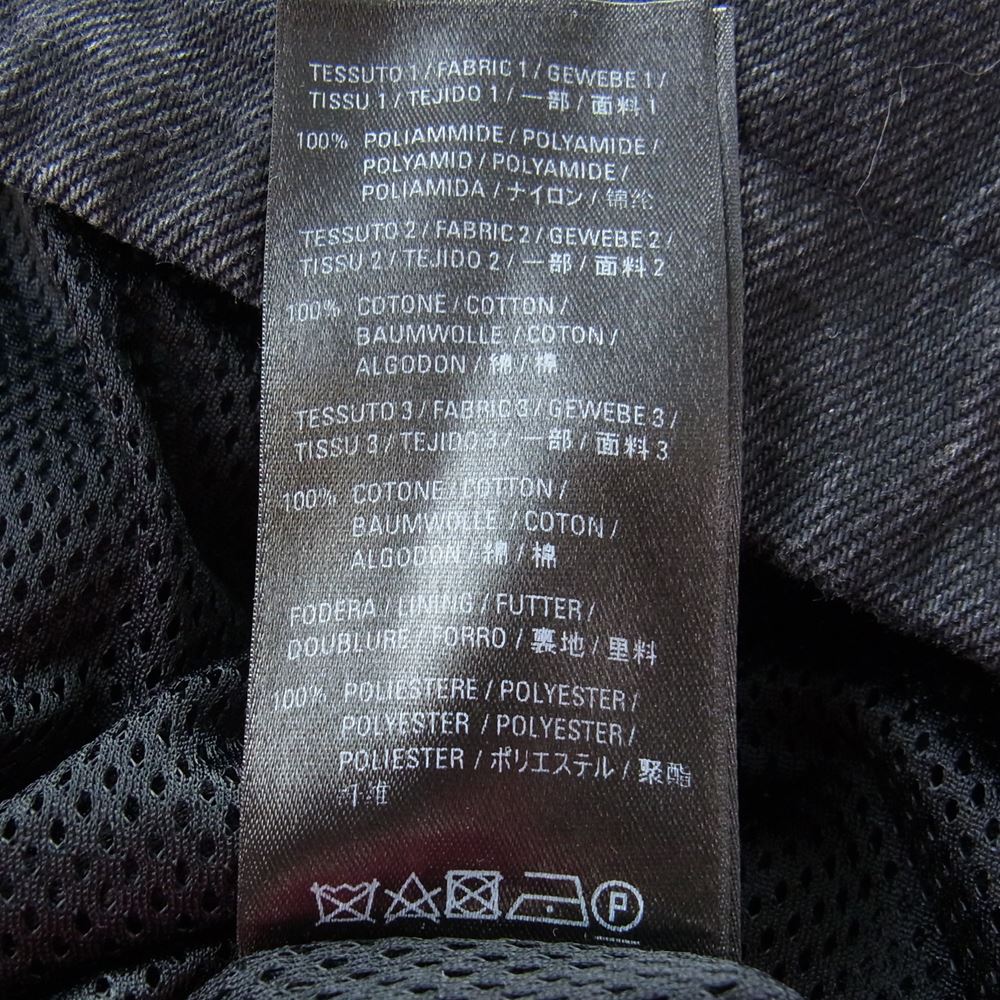 TESSUTO 1 / FABRIC 1 / GEWEBE 1 /
TISSU 1 / TEJIDO 1 / 一部 / 面料 1
100% POLIAMMIDE / POLYAMIDE /
POLYAMID / POLYAMIDE /
POLIAMIDA / ナイロン / 锦纶
TESSUTO 2 / FABRIC 2 / GEWEBE 2 /
TISSU 2 / TEJIDO 2 / 一部 / 面料 2
100% COTONE / COTTON /
BAUMWOLLE / COTON /
ALGODON / 綿 / 棉
TESSUTO 3 / FABRIC 3 / GEWEBE 3 /
TISSU 3 / TEJIDO 3 / 一部 / 面料 3
100% COTONE / COTTON /
BAUMWOLLE / COTON /
ALGODON / 綿 / 棉
FODERA / LINING / FUTTER /
DOUBLURE / FORRO / 裏地 / 里料
100% POLIESTERE / POLYESTER /
POLYESTER / POLYESTER /
POLIESTER / ポリエステル / 聚酯
P